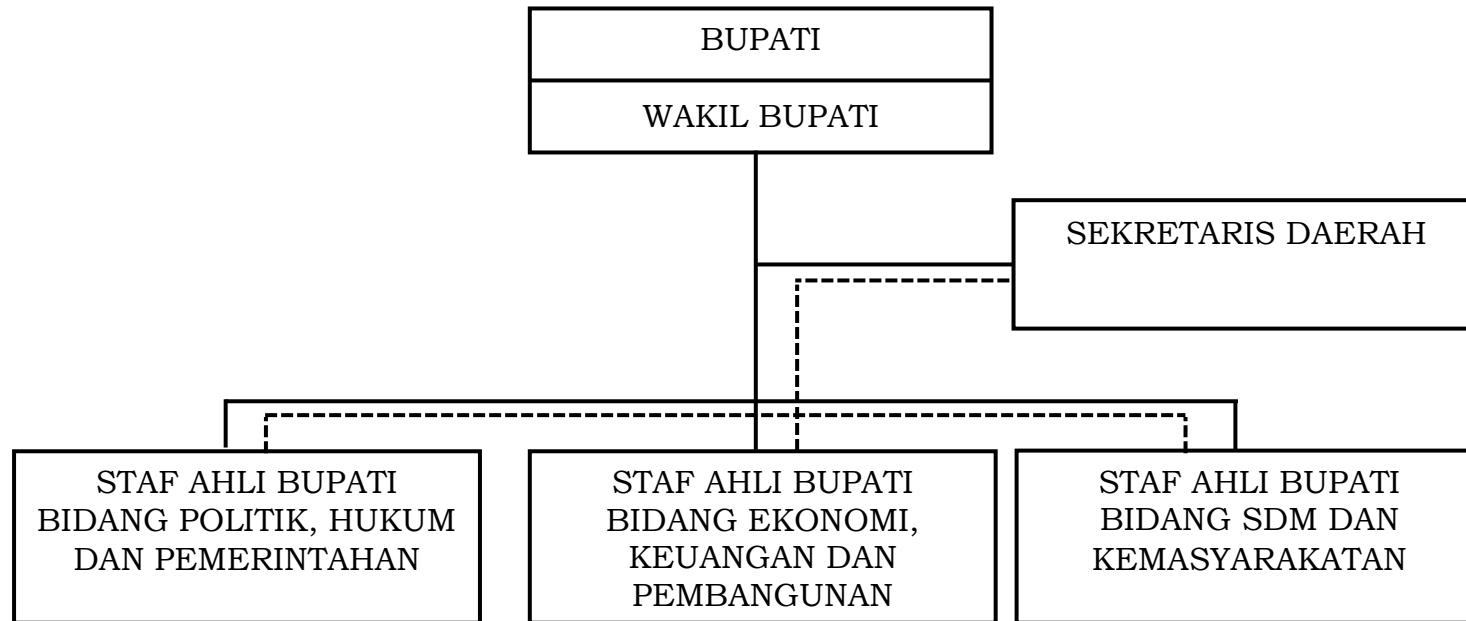 BUPATI
WAKIL BUPATI
SEKRETARIS DAERAH
STAF AHLI BUPATI
BIDANG POLITIK, HUKUM
DAN PEMERINTAHAN
STAF AHLI BUPATI
BIDANG EKONOMI,
KEUANGAN DAN
PEMBANGUNAN
STAF AHLI BUPATI
BIDANG SDM DAN
KEMASYARAKATAN